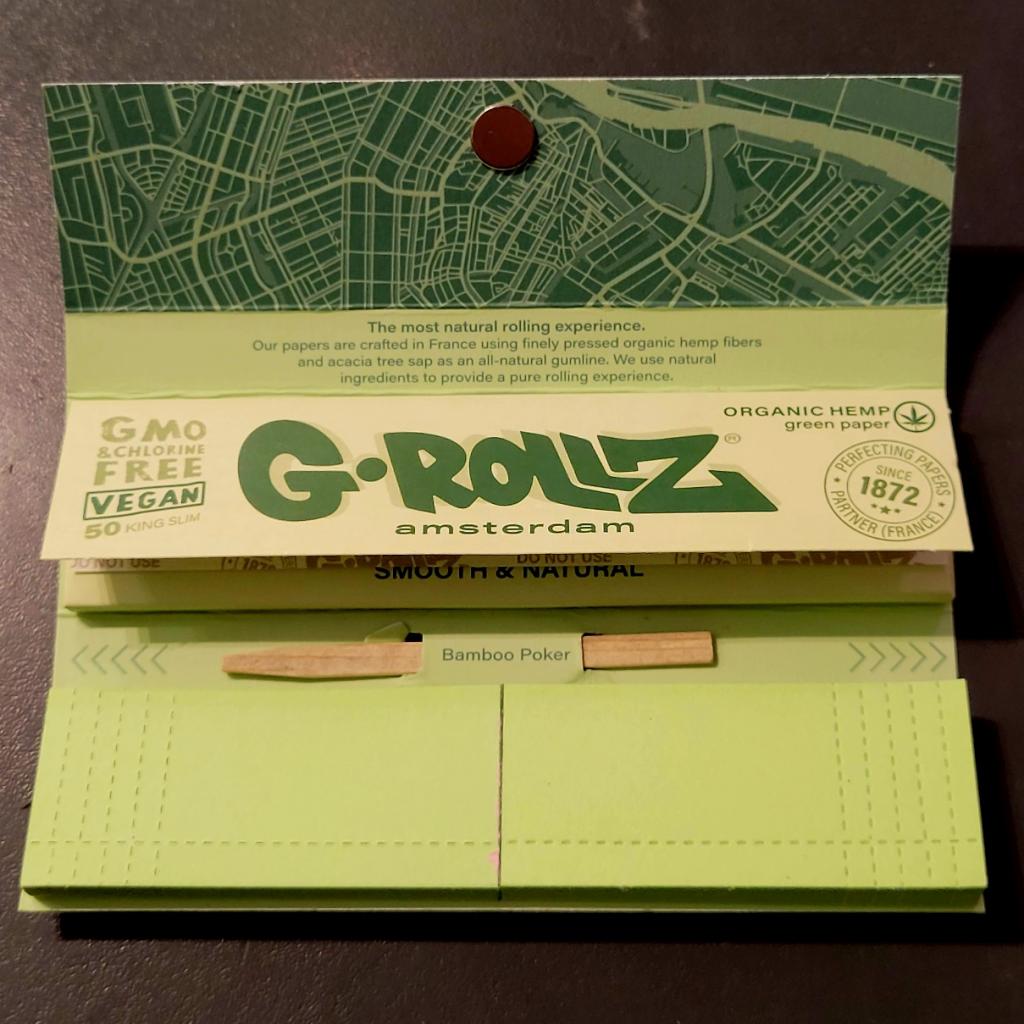 The most natural rolling experience.
Our papers are crafted in France using finely pressed organic hemp fibers
and acacia tree sap as an all-natural gumline. We use natural
ingredients to provide a pure rolling experience.
GMO
& CHLORINE
FREE
VEGAN
50 KING SLIM
G·ROLLZ®
amsterdam
ORGANIC HEMP
green paper
PERFECTING PAPERS
SINCE
1872
PARTNER (FRANCE)
DO NOT USE
1872
DO NOT USE
1872
SMOOTH & NATURAL
Bamboo Poker